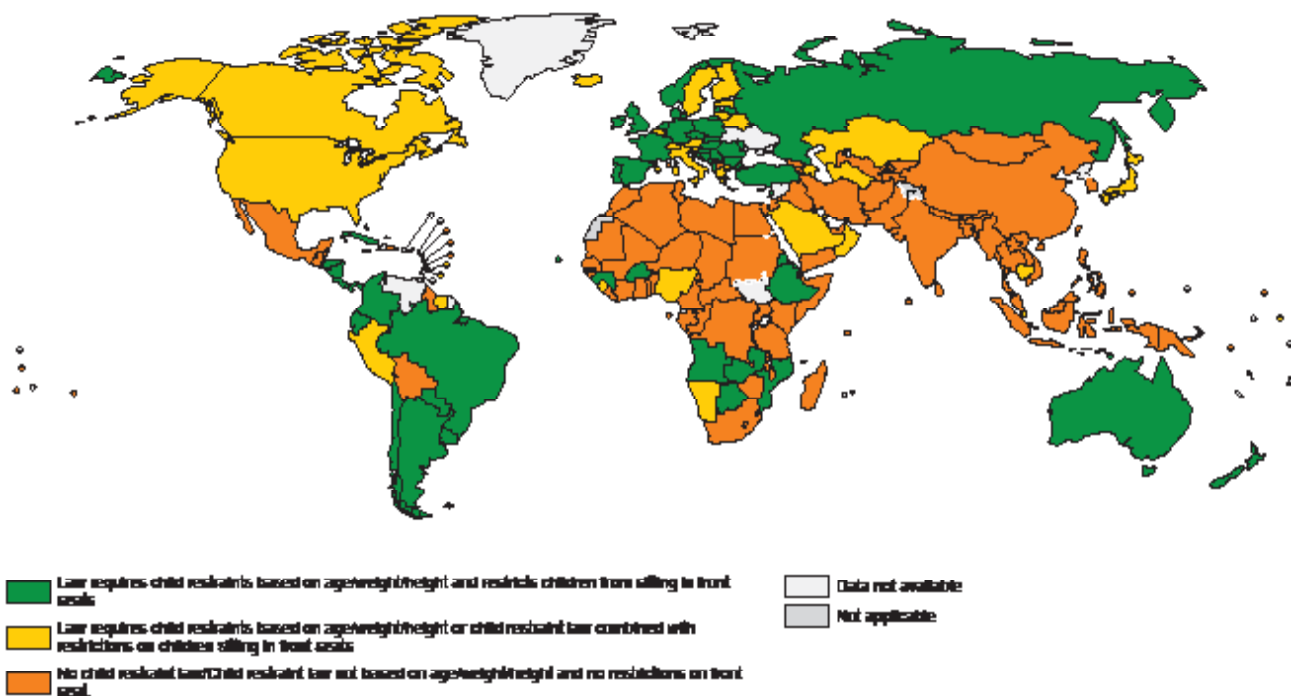 Law requires child restraints based on age/weight/height and restricts children from sitting in front
seats
Data not available
Not applicable
Law requires child restraints based on age/weight/height or child restraint law combined with
restrictions on children sitting in front seats
No child restraint law/Child restraint law not based on age/weight/height and no restrictions on front
seat